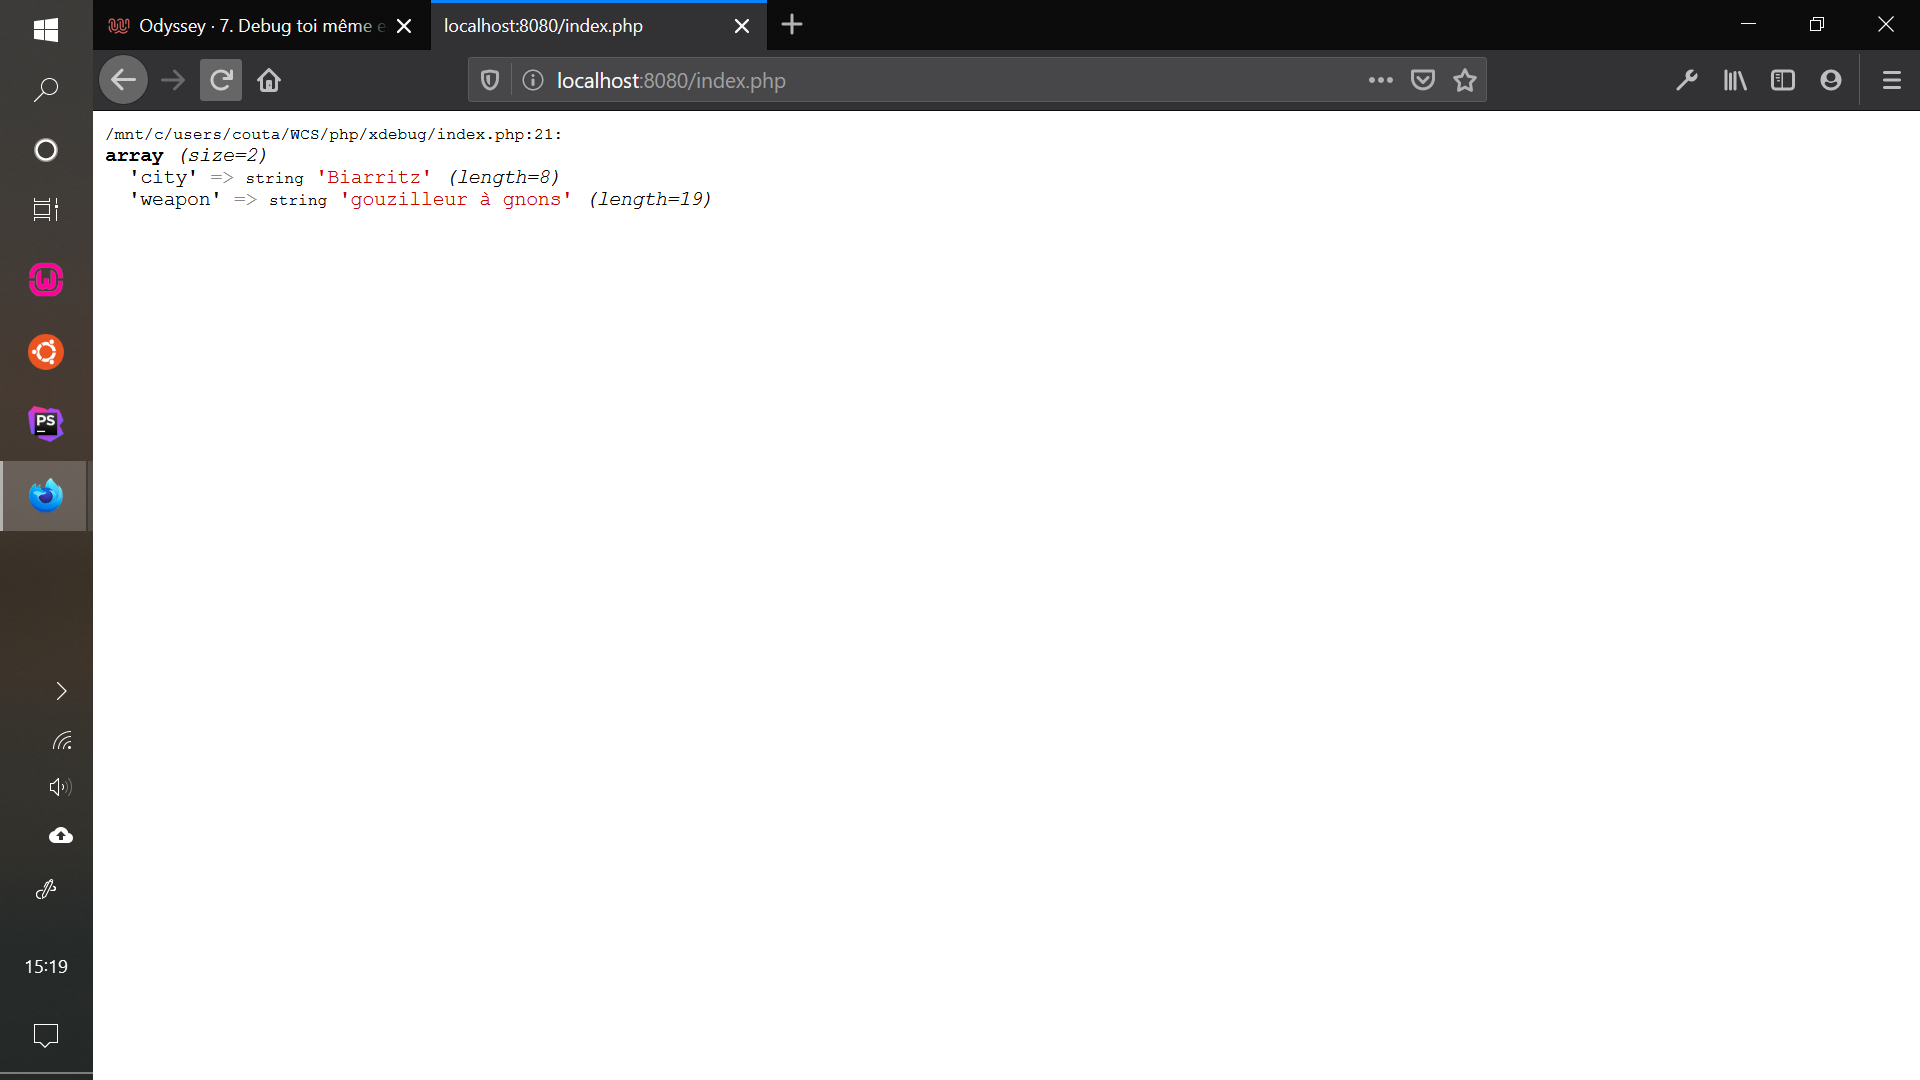 Odyssey · 7. Debug toi même e
localhost:8080/index.php
localhost:8080/index.php
/mnt/c/users/couta/WCS/php/xdebug/index.php:21:
array (size=2)
'city' => string 'Biarritz' (length=8)
'weapon' => string 'gouzilleur à gnons' (length=19)
PS
15:19